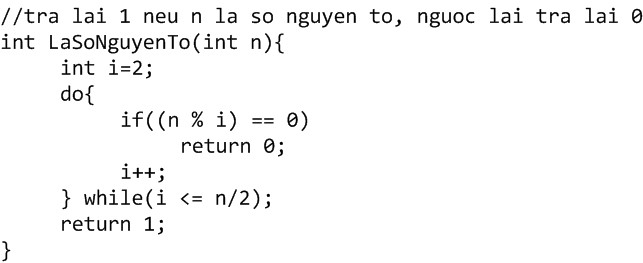 //tra lai 1 neu n la so nguyen to, nguoc lai tra lai 0
int LaSoNguyenTo(int n){
     int i=2;
     do{
          if((n % i) == 0)
               return 0;
          i++;
     } while(i <= n/2);
     return 1;
}